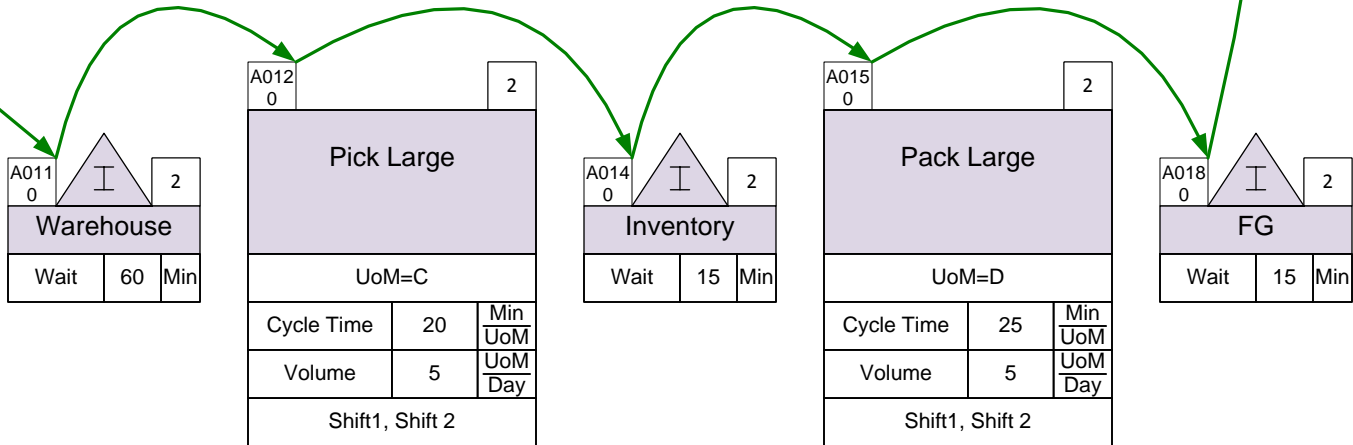 A011
0
I
2
Warehouse
Wait 60 Min
A012
0
2
Pick Large
UoM=C
Cycle Time 20 Min
UoM
Volume 5 UoM
Day
Shift1, Shift 2
A014
0
I
2
Inventory
Wait 15 Min
A015
0
2
Pack Large
UoM=D
Cycle Time 25 Min
UoM
Volume 5 UoM
Day
Shift1, Shift 2
A018
0
I
2
FG
Wait 15 Min